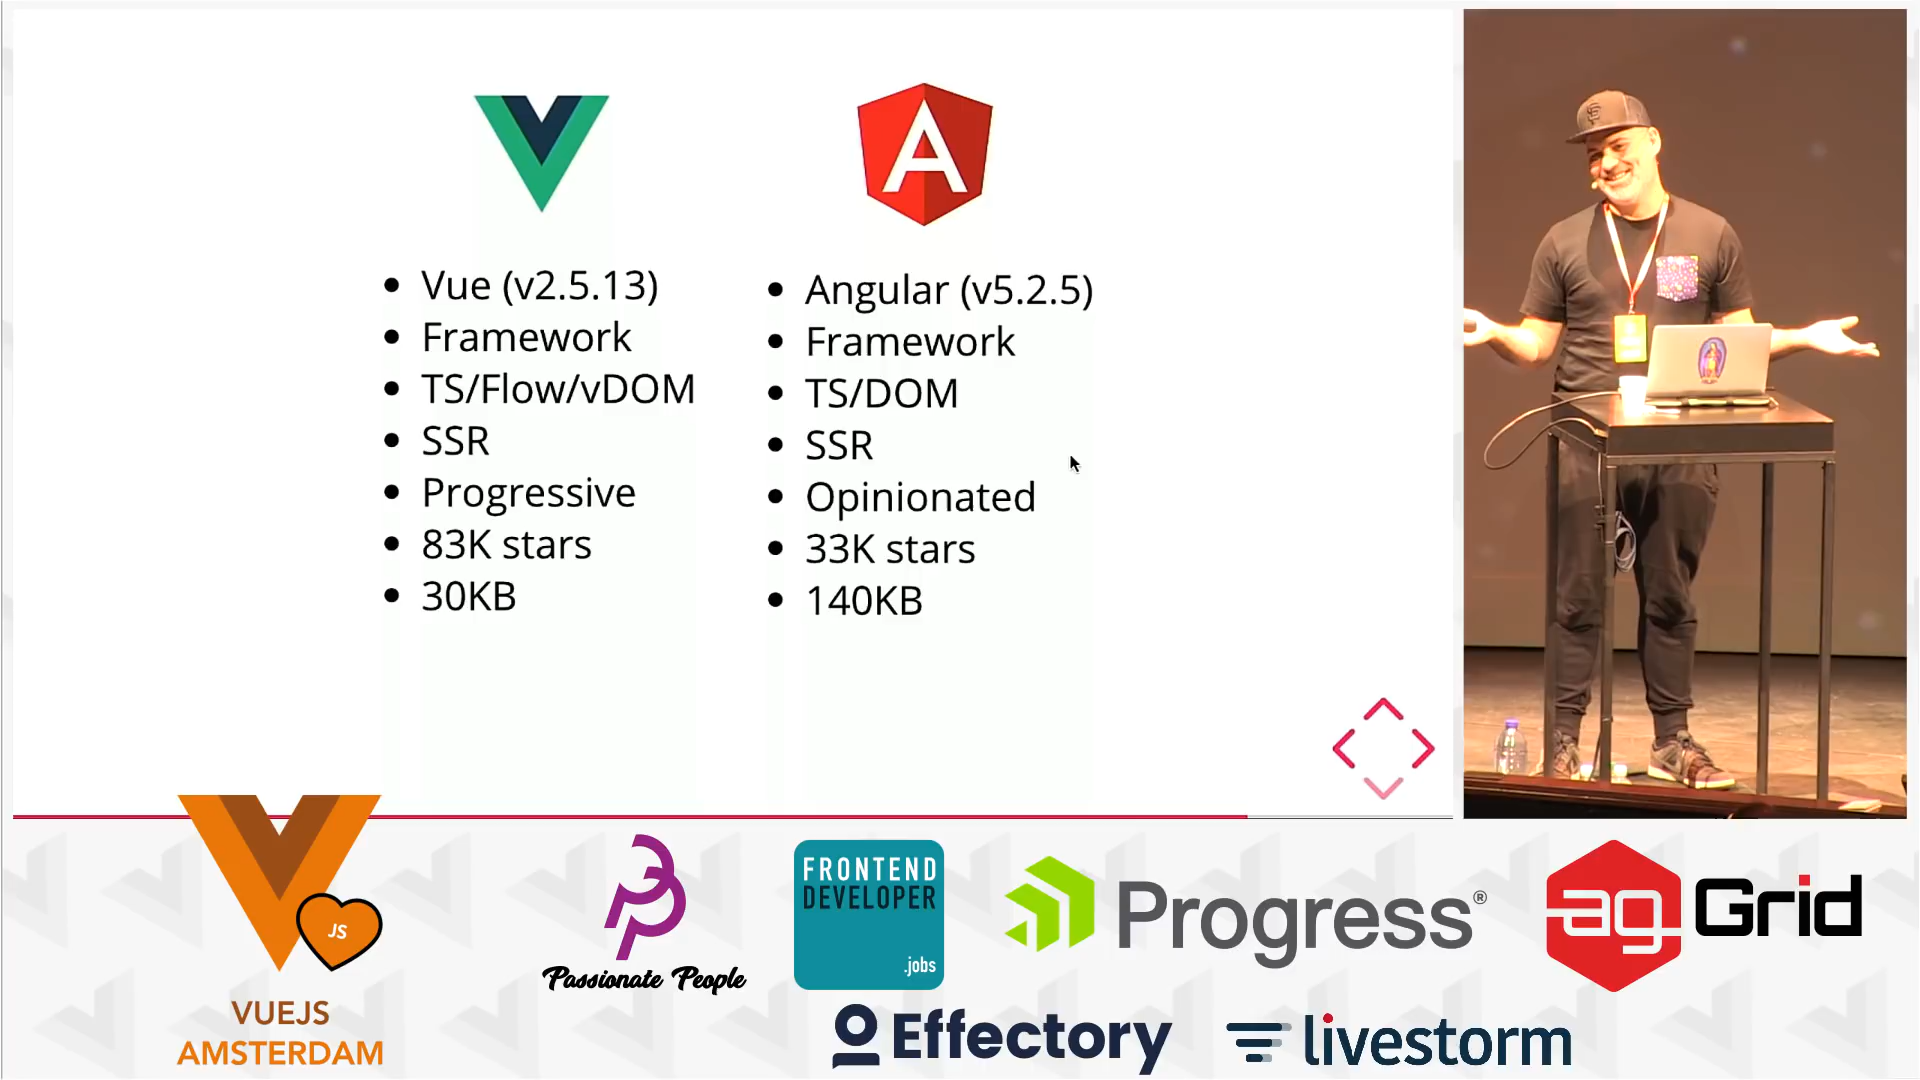 Vue (v2.5.13)
Framework
TS/Flow/vDOM
SSR
Progressive
83K stars
30KB
A
Angular (v5.2.5)
Framework
TS/DOM
SSR
Opinionated
33K stars
140KB
SF
JS
VUEJS
AMSTERDAM
Passionate People
FRONTEND
DEVELOPER
.jobs
Progress®
ag Grid
Effectory
livestorm